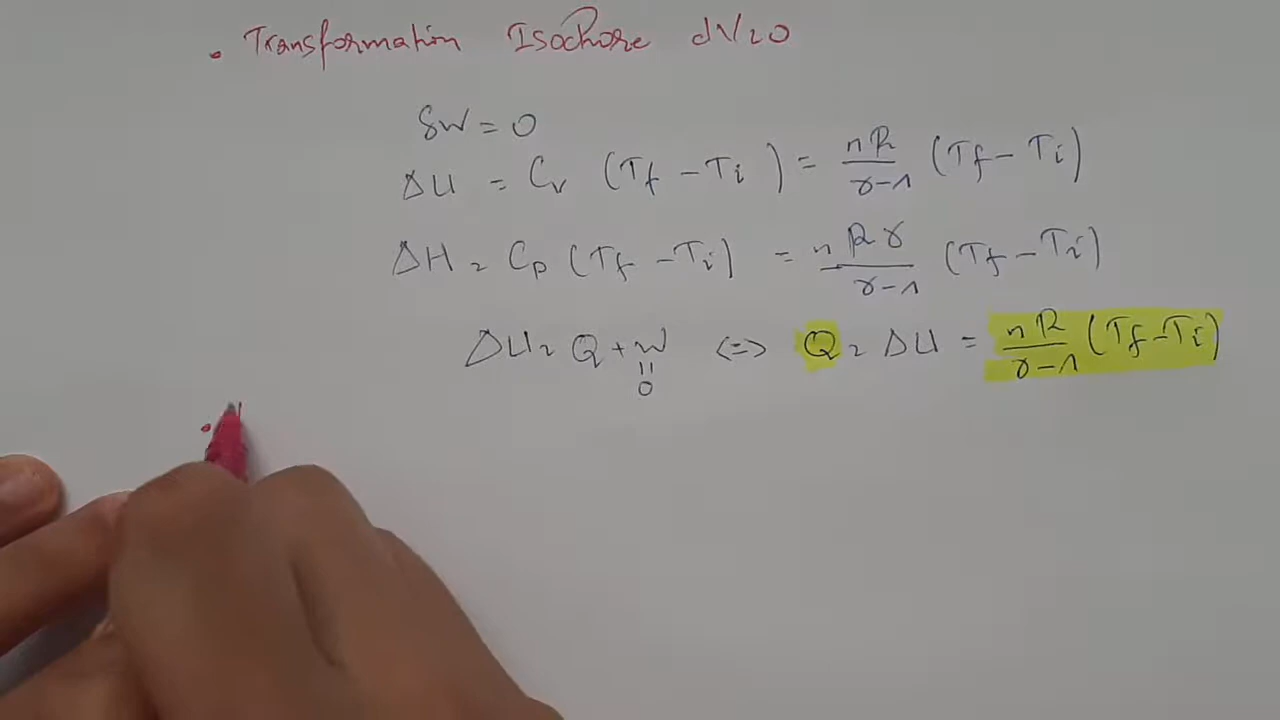 . Transformation Isochore dV=0
δW = 0
ΔU = Cv (Tf - Ti) = nR/(γ-1) (Tf - Ti)
ΔH = Cp (Tf - Ti) = nRγ/(γ-1) (Tf - Ti)
ΔU = Q + W <=> Q = ΔU = nR/(γ-1) (Tf - Ti)
=
0
.